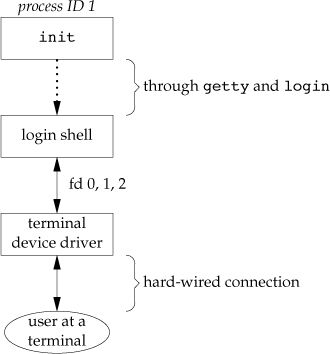 process ID 1
init
through getty and login
login shell
fd 0, 1, 2
terminal
device driver
hard-wired connection
user at a
terminal